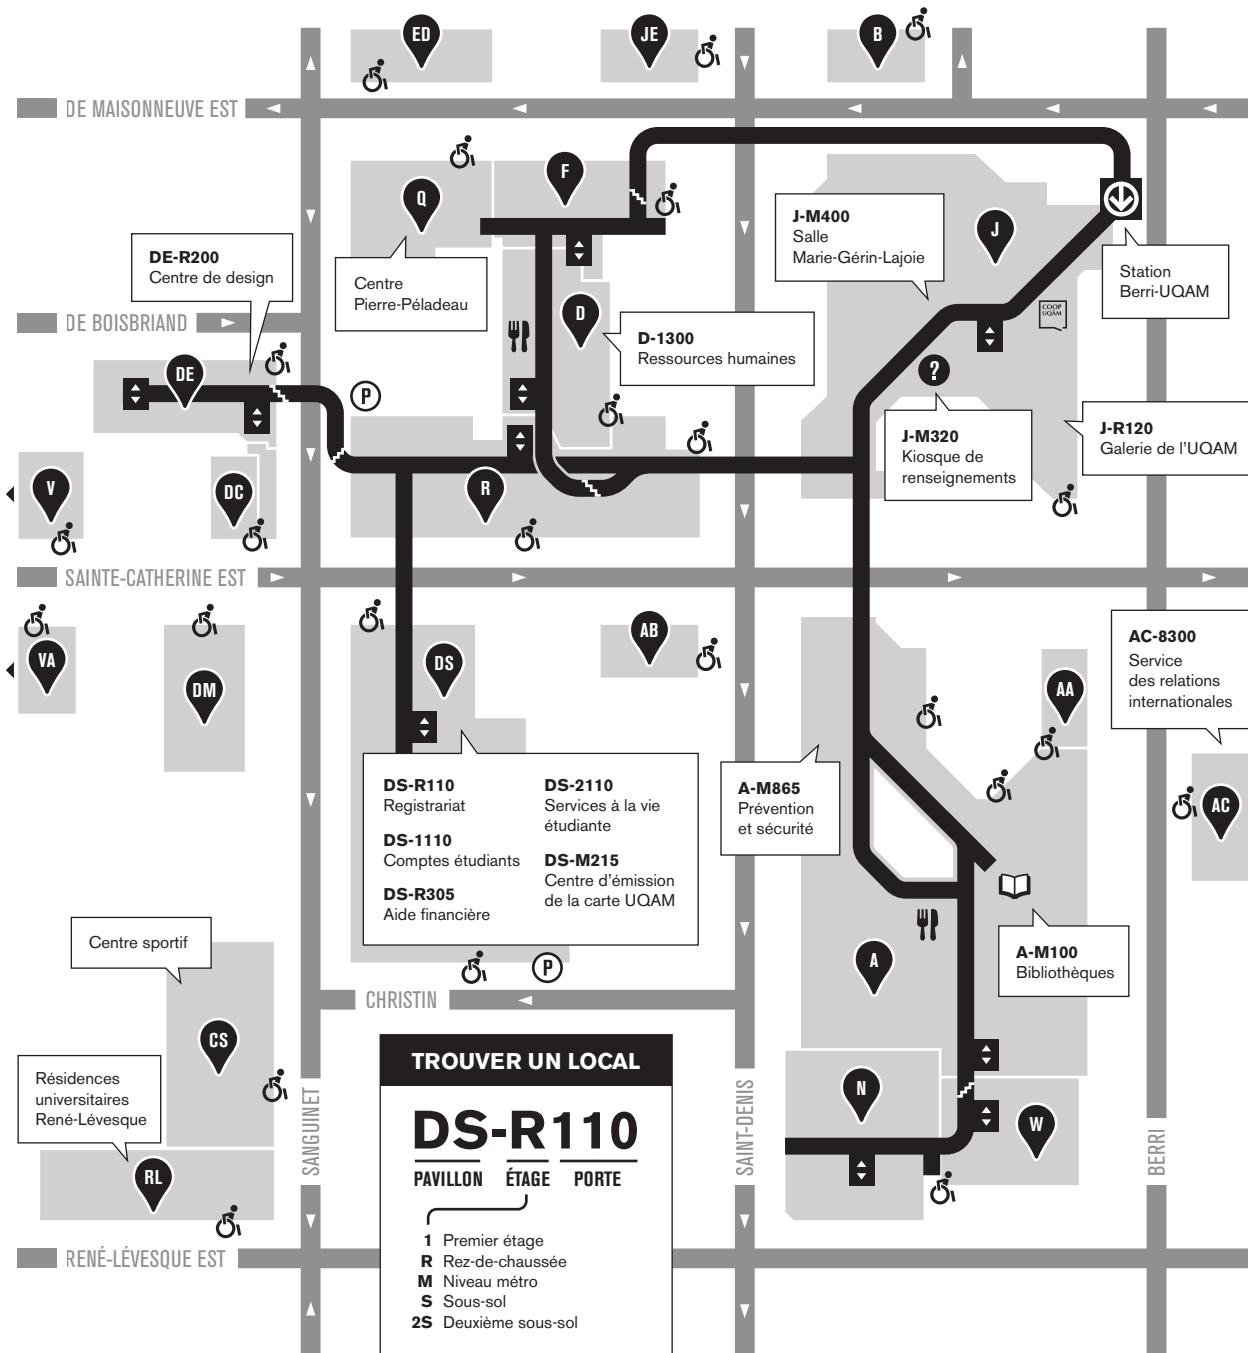 ED
JE
B
DE MAISONNEUVE EST
Q
F
J-M400
Salle
Marie-Gérin-Lajoie
J
DE-R200
Centre de design
Centre
Pierre-Péladeau
Station
Berri-UQAM
DE BOISBRIAND
D
COOP
UQAM
D-1300
Ressources humaines
DE
P
?
J-M320
Kiosque de
renseignements
J-R120
Galerie de l'UQAM
V
DC
R
SAINTE-CATHERINE EST
VA
DM
DS
AB
AA
AC-8300
Service
des relations
internationales
DS-R110
Registrariat
DS-1110
Comptes étudiants
DS-R305
Aide financière
DS-2110
Services à la vie
étudiante
DS-M215
Centre d'émission
de la carte UQAM
A-M865
Prévention
et sécurité
AC
Centre sportif
P
A
A-M100
Bibliothèques
CHRISTIN
CS
TROUVER UN LOCAL
DS-R110
PAVILLON ÉTAGE PORTE
1 Premier étage
R Rez-de-chaussée
M Niveau métro
S Sous-sol
2S Deuxième sous-sol
Résidences
universitaires
René-Lévesque
SANGUINET
SAINT-DENIS
BERRI
N
W
RL
RENÉ-LÉVESQUE EST